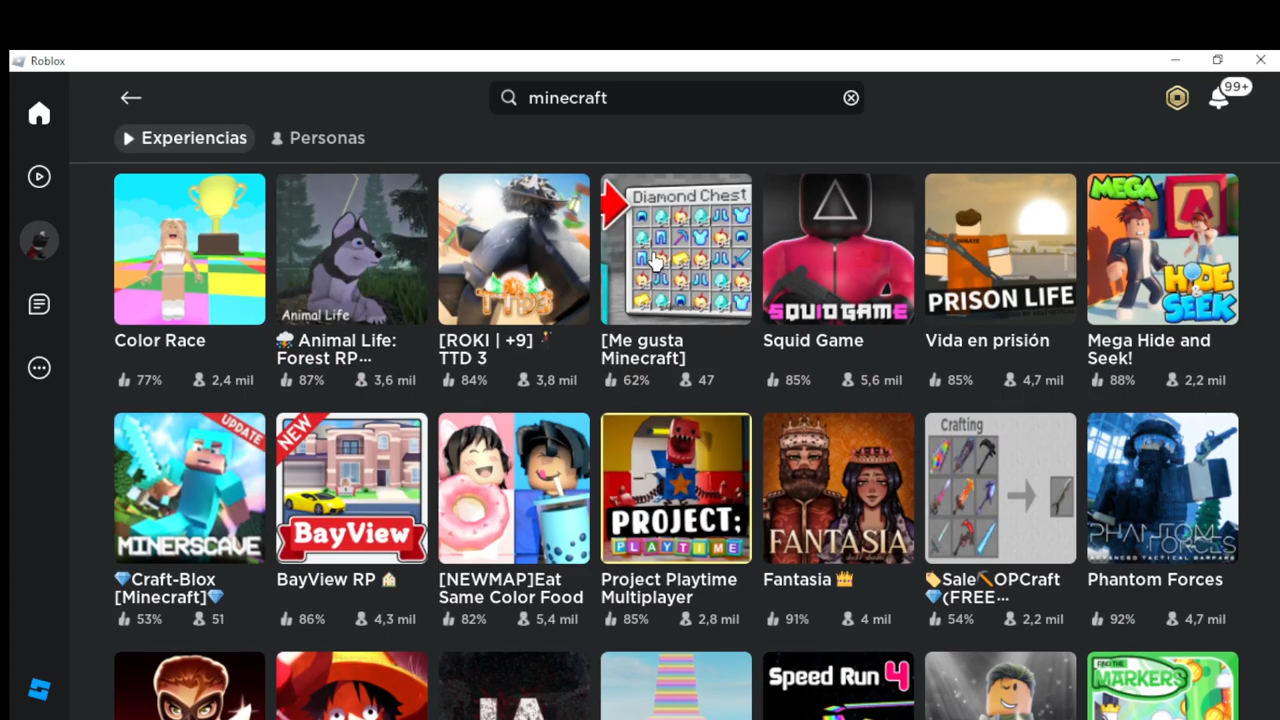 Roblox
minecraft
99+
Experiencias
Personas
Animal Life
TTD3
Diamond Chest
SQUID GAME
PRISON LIFE
MEGA
A
HIDE & SEEK
Color Race
🌧️ Animal Life:
Forest RP...
[ROKI | +9] 💃
TTD 3
[Me gusta
Minecraft]
Squid Game
Vida en prisión
Mega Hide and
Seek!
77%
2,4 mil
87%
3,6 mil
84%
3,8 mil
62%
47
85%
5,6 mil
85%
4,7 mil
88%
2,2 mil
UPDATE
MINERSCAVE
NEW
BayView
PROJECT:
PLAYTIME
FANTASIA
Crafting
PHANTOM
FORCES
ADVANCED TACTICAL WARFARE
💎Craft-Blox
[Minecraft]💎
BayView RP 🏠
[NEWMAP]Eat
Same Color Food
Project Playtime
Multiplayer
Fantasia 👑
🏷️Sale⛏️OPCraft
💎(FREE...
Phantom Forces
53%
51
86%
4,3 mil
82%
5,4 mil
85%
2,8 mil
91%
4 mil
54%
2,2 mil
92%
4,7 mil
Speed Run 4
FIND THE
MARKERS